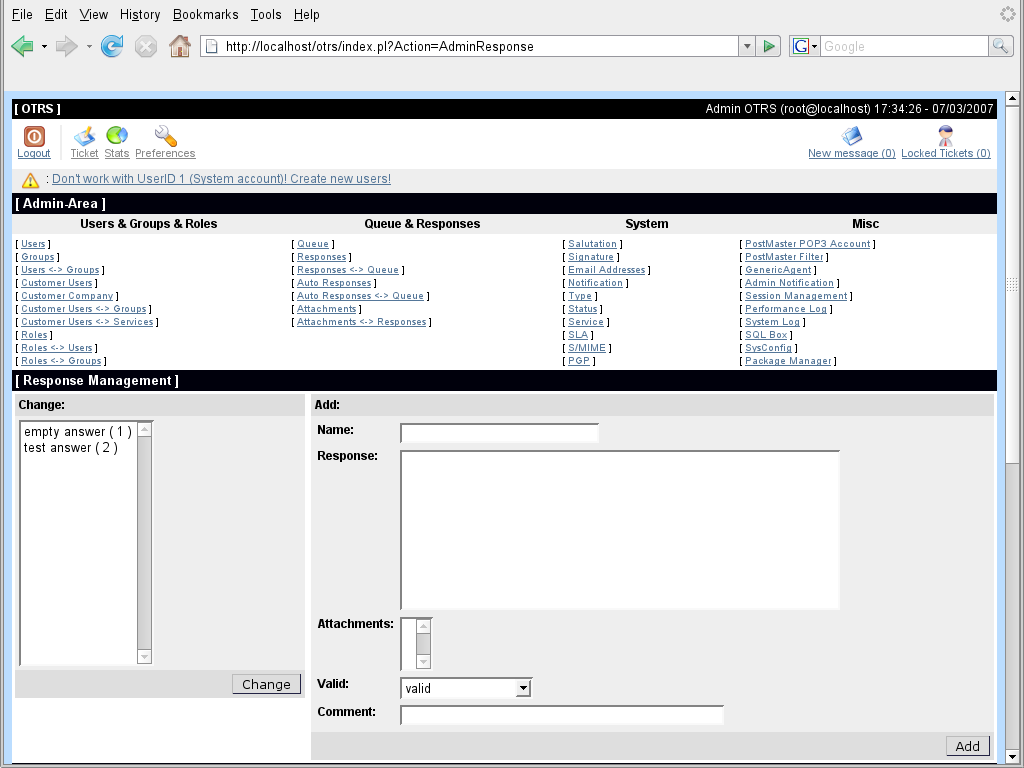 File Edit View History Bookmarks Tools Help
http://localhost/otrs/index.pl?Action=AdminResponse
G Google
[ OTRS ] Admin OTRS (root@localhost) 17:34:26 - 07/03/2007
Logout Ticket Stats Preferences New message (0) Locked Tickets (0)
: Don't work with UserID 1 (System account)! Create new users!
[ Admin-Area ]
Users & Groups & Roles Queue & Responses System Misc
[ Users ] [ Queue ] [ Salutation ] [ PostMaster POP3 Account ]
[ Groups ] [ Responses ] [ Signature ] [ PostMaster Filter ]
[ Users <-> Groups ] [ Responses <-> Queue ] [ Email Addresses ] [ GenericAgent ]
[ Customer Users ] [ Auto Responses ] [ Notification ] [ Admin Notification ]
[ Customer Company ] [ Auto Responses <-> Queue ] [ Type ] [ Session Management ]
[ Customer Users <-> Groups ] [ Attachments ] [ Status ] [ Performance Log ]
[ Customer Users <-> Services ] [ Attachments <-> Responses ] [ Service ] [ System Log ]
[ Roles ] [ SLA ] [ SQL Box ]
[ Roles <-> Users ] [ S/MIME ] [ SysConfig ]
[ Roles <-> Groups ] [ PGP ] [ Package Manager ]
[ Response Management ]
Change: Add:
empty answer ( 1 )
test answer ( 2 )
Change
Name:
Response:
Attachments:
Valid: valid
Comment:
Add